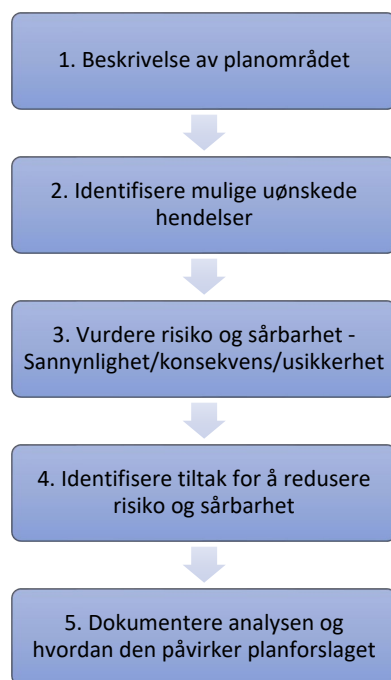 1. Beskrivelse av planområdet
2. Identifisere mulige uønskede
hendelser
3. Vurdere risiko og sårbarhet -
Sannynlighet/konsekvens/usikkerhet
4. Identifisere tiltak for å redusere
risiko og sårbarhet
5. Dokumentere analysen og
hvordan den påvirker planforslaget